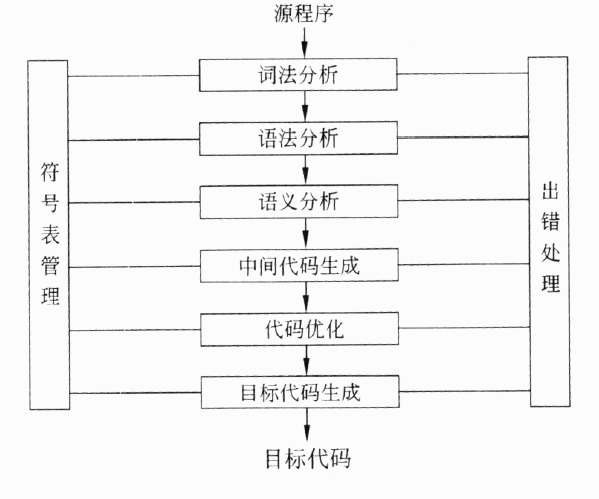 源程序
词法分析
语法分析
语义分析
中间代码生成
代码优化
目标代码生成
目标代码
符号表管理
出错处理